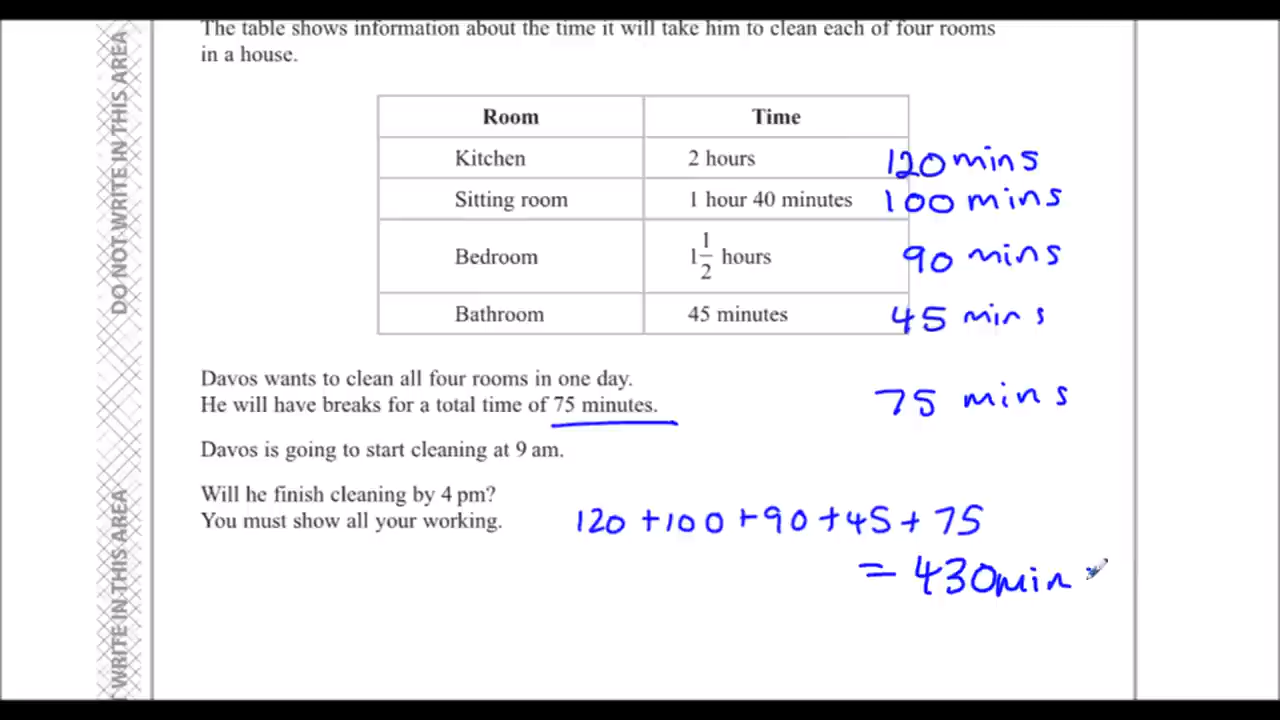 The table shows information about the time it will take him to clean each of four rooms
in a house.
Room Time
Kitchen 2 hours 120 mins
Sitting room 1 hour 40 minutes 100 mins
Bedroom 1 1/2 hours 90 mins
Bathroom 45 minutes 45 mins
Davos wants to clean all four rooms in one day.
He will have breaks for a total time of 75 minutes. 75 mins
Davos is going to start cleaning at 9 am.
Will he finish cleaning by 4 pm?
You must show all your working.
120 + 100 + 90 + 45 + 75
= 430 min
DO NOT WRITE IN THIS AREA
T WRITE IN THIS AREA